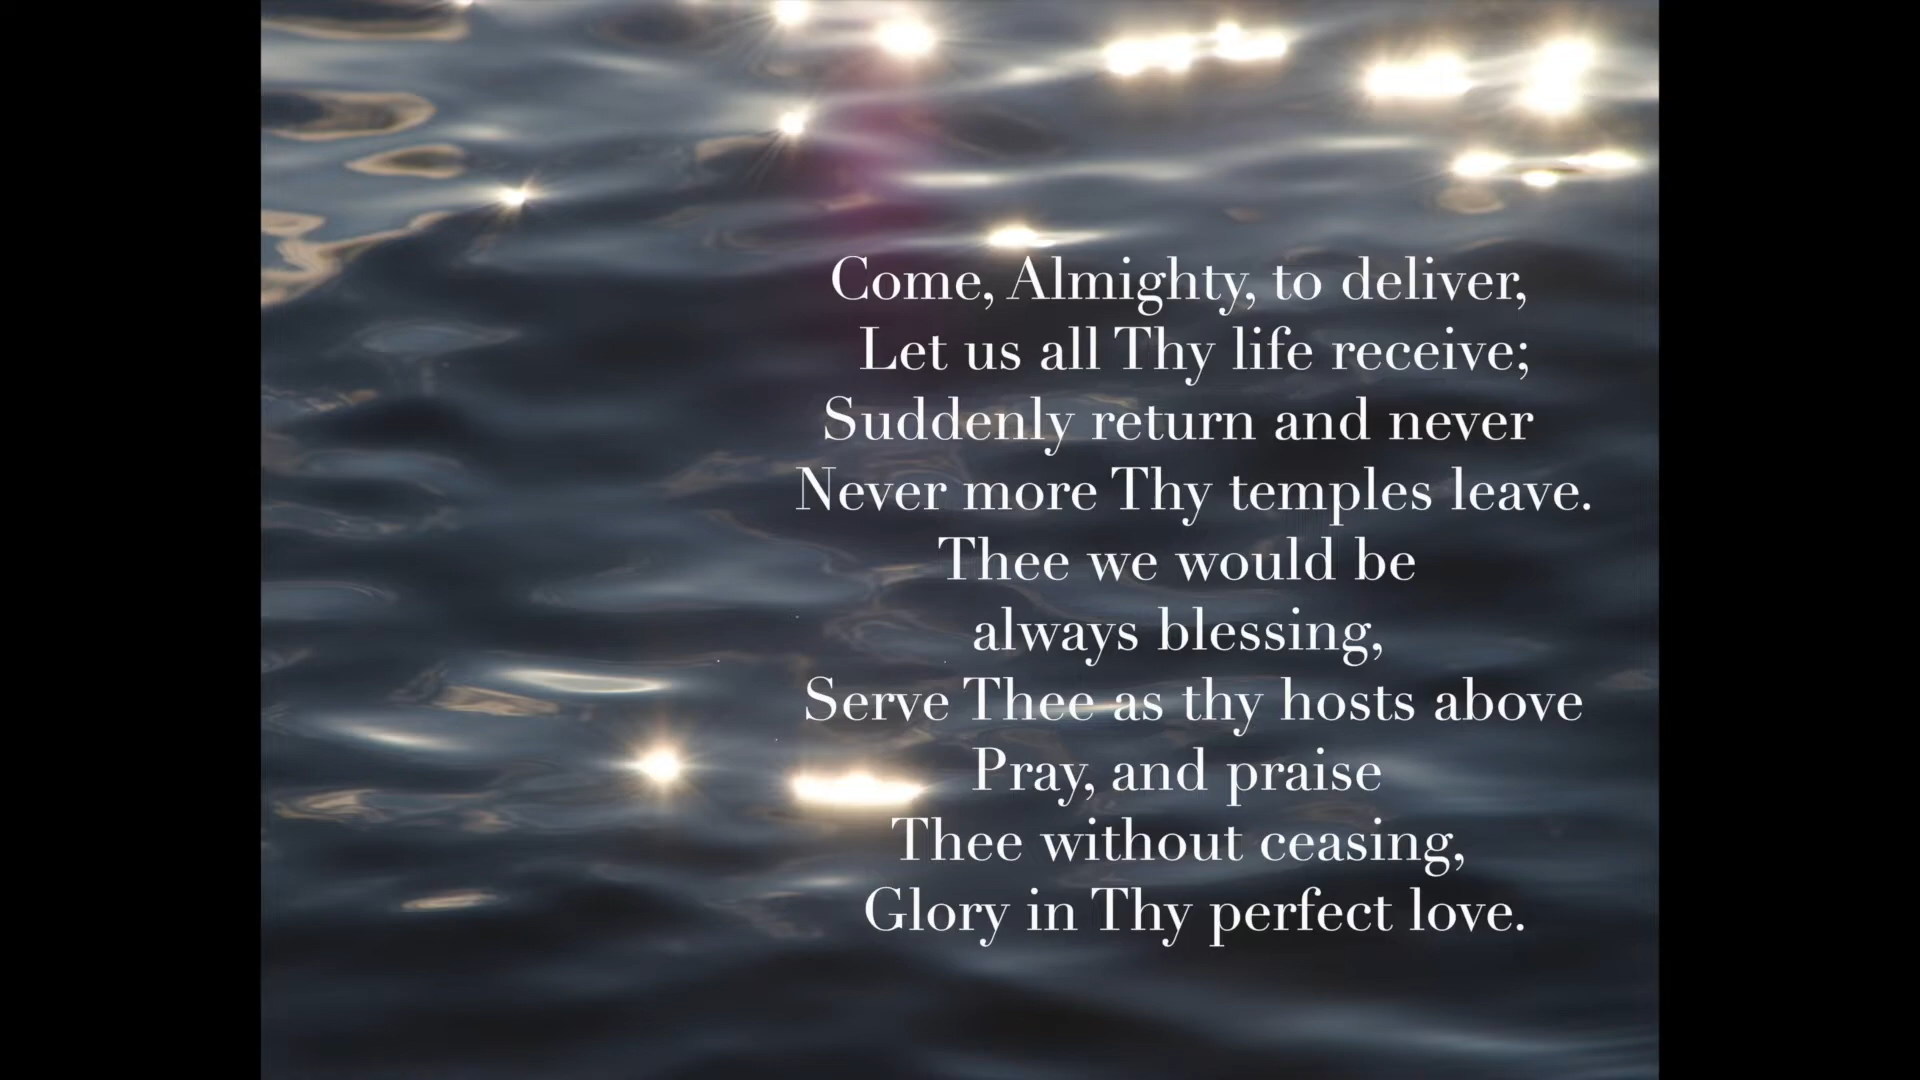 Come, Almighty, to deliver,
Let us all Thy life receive;
Suddenly return and never
Never more Thy temples leave.
Thee we would be
always blessing,
Serve Thee as thy hosts above
Pray, and praise
Thee without ceasing,
Glory in Thy perfect love.